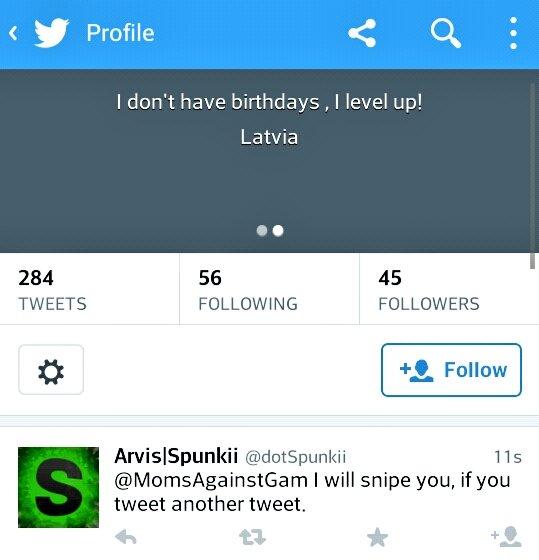 Profile
I don't have birthdays , I level up!
Latvia
284
TWEETS
56
FOLLOWING
45
FOLLOWERS
Follow
S
Arvis|Spunkii @dotSpunkii 11s
@MomsAgainstGam I will snipe you, if you
tweet another tweet.